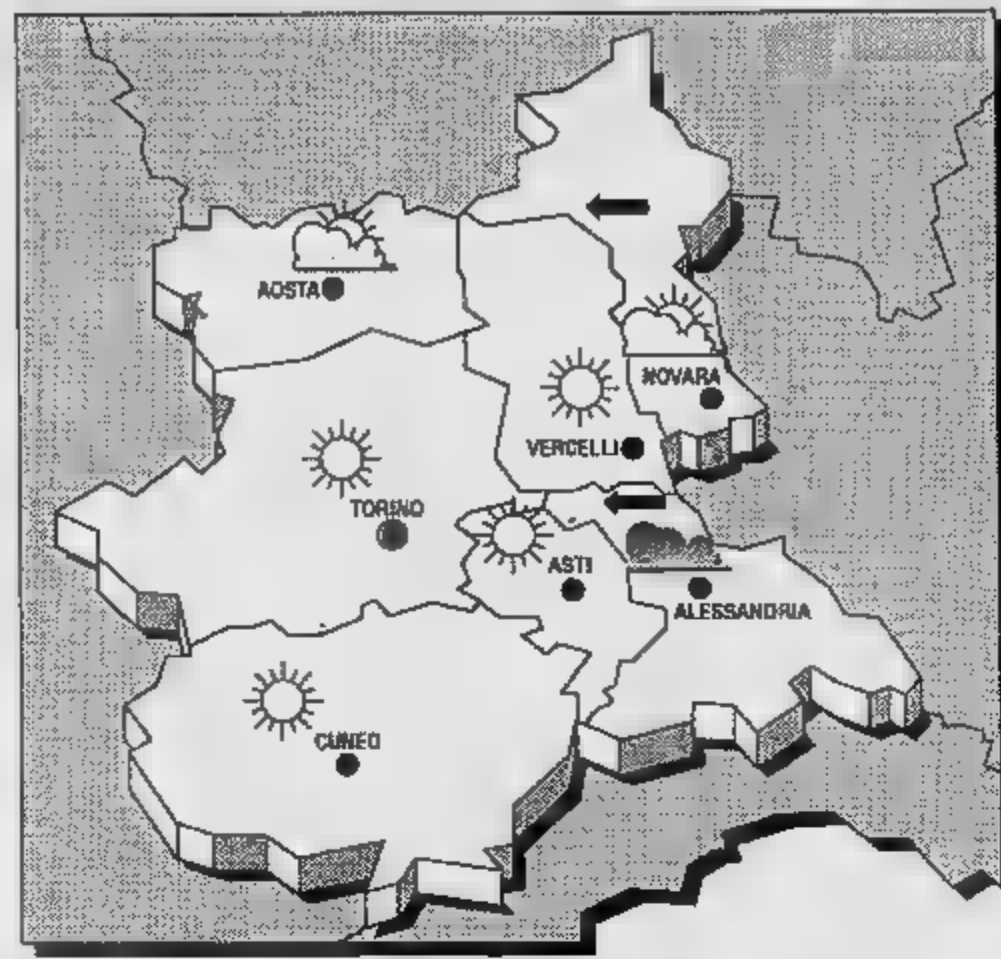 AOSTA
NOVARA
VERCELLI
TORINO
ASTI
ALESSANDRIA
CUNEO